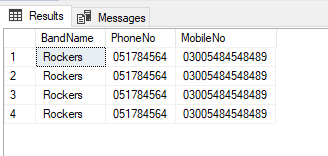 Results Messages
BandName PhoneNo MobileNo
1 Rockers 051784564 03005484548489
2 Rockers 051784564 03005484548489
3 Rockers 051784564 03005484548489
4 Rockers 051784564 03005484548489